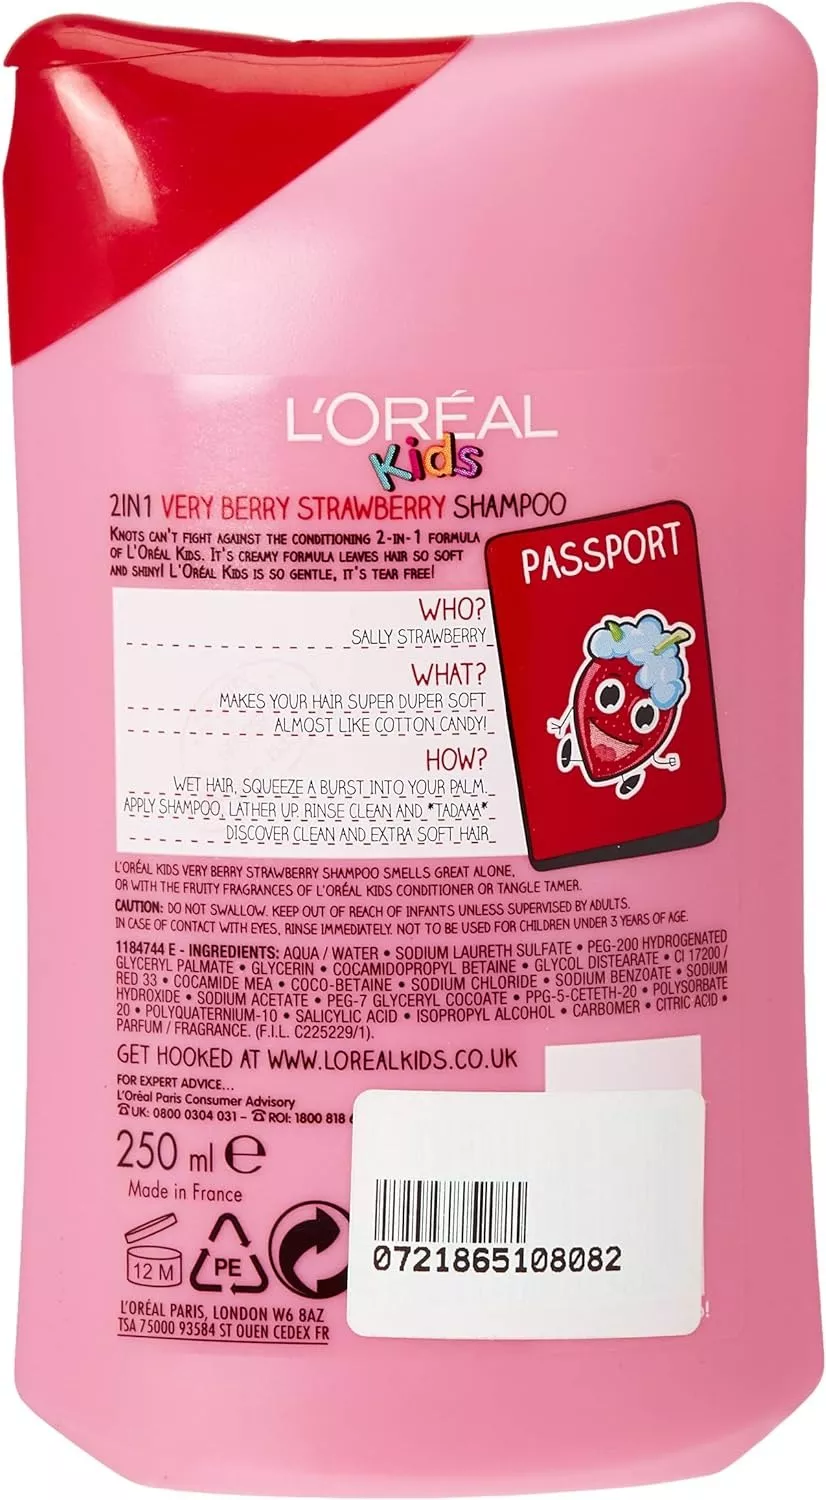 L'ORÉAL
Kids
2IN1 VERY BERRY STRAWBERRY SHAMPOO
KNOTS CAN'T FIGHT AGAINST THE CONDITIONING 2-IN-1 FORMULA
OF L'ORÉAL KIDS. IT'S CREAMY FORMULA LEAVES HAIR SO SOFT
AND SHINY! L'ORÉAL KIDS IS SO GENTLE, IT'S TEAR FREE!
PASSPORT
WHO?
SALLY STRAWBERRY
WHAT?
MAKES YOUR HAIR SUPER DUPER SOFT
ALMOST LIKE COTTON CANDY!
HOW?
WET HAIR, SQUEEZE A BURST INTO YOUR PALM.
APPLY SHAMPOO, LATHER UP. RINSE CLEAN AND *TADAAA*
DISCOVER CLEAN AND EXTRA SOFT HAIR
L'ORÉAL KIDS VERY BERRY STRAWBERRY SHAMPOO SMELLS GREAT ALONE,
OR WITH THE FRUITY FRAGRANCES OF L'ORÉAL KIDS CONDITIONER OR TANGLE TAMER.
CAUTION: DO NOT SWALLOW. KEEP OUT OF REACH OF INFANTS UNLESS SUPERVISED BY ADULTS.
IN CASE OF CONTACT WITH EYES, RINSE IMMEDIATELY. NOT TO BE USED FOR CHILDREN UNDER 3 YEARS OF AGE.
1184744 E - INGREDIENTS: AQUA / WATER • SODIUM LAURETH SULFATE • PEG-200 HYDROGENATED
GLYCERYL PALMATE • GLYCERIN • COCAMIDOPROPYL BETAINE • GLYCOL DISTEARATE • CI 17200 /
RED 33 • COCAMIDE MEA • COCO-BETAINE • SODIUM CHLORIDE • SODIUM BENZOATE • SODIUM
HYDROXIDE • SODIUM ACETATE • PEG-7 GLYCERYL COCOATE • PPG-5-CETETH-20 • POLYSORBATE
20 • POLYQUATERNIUM-10 • SALICYLIC ACID • ISOPROPYL ALCOHOL • CARBOMER • CITRIC ACID •
PARFUM / FRAGRANCE. (F.I.L. C225229/1).
GET HOOKED AT WWW.LOREALKIDS.CO.UK
FOR EXPERT ADVICE...
L'Oréal Paris Consumer Advisory
UK: 0800 0304 031 – ROI: 1800 818
250 ml e
Made in France
12 M
PE
0721865108082
L'ORÉAL PARIS, LONDON W6 8AZ
TSA 75000 93584 ST OUEN CEDEX FR